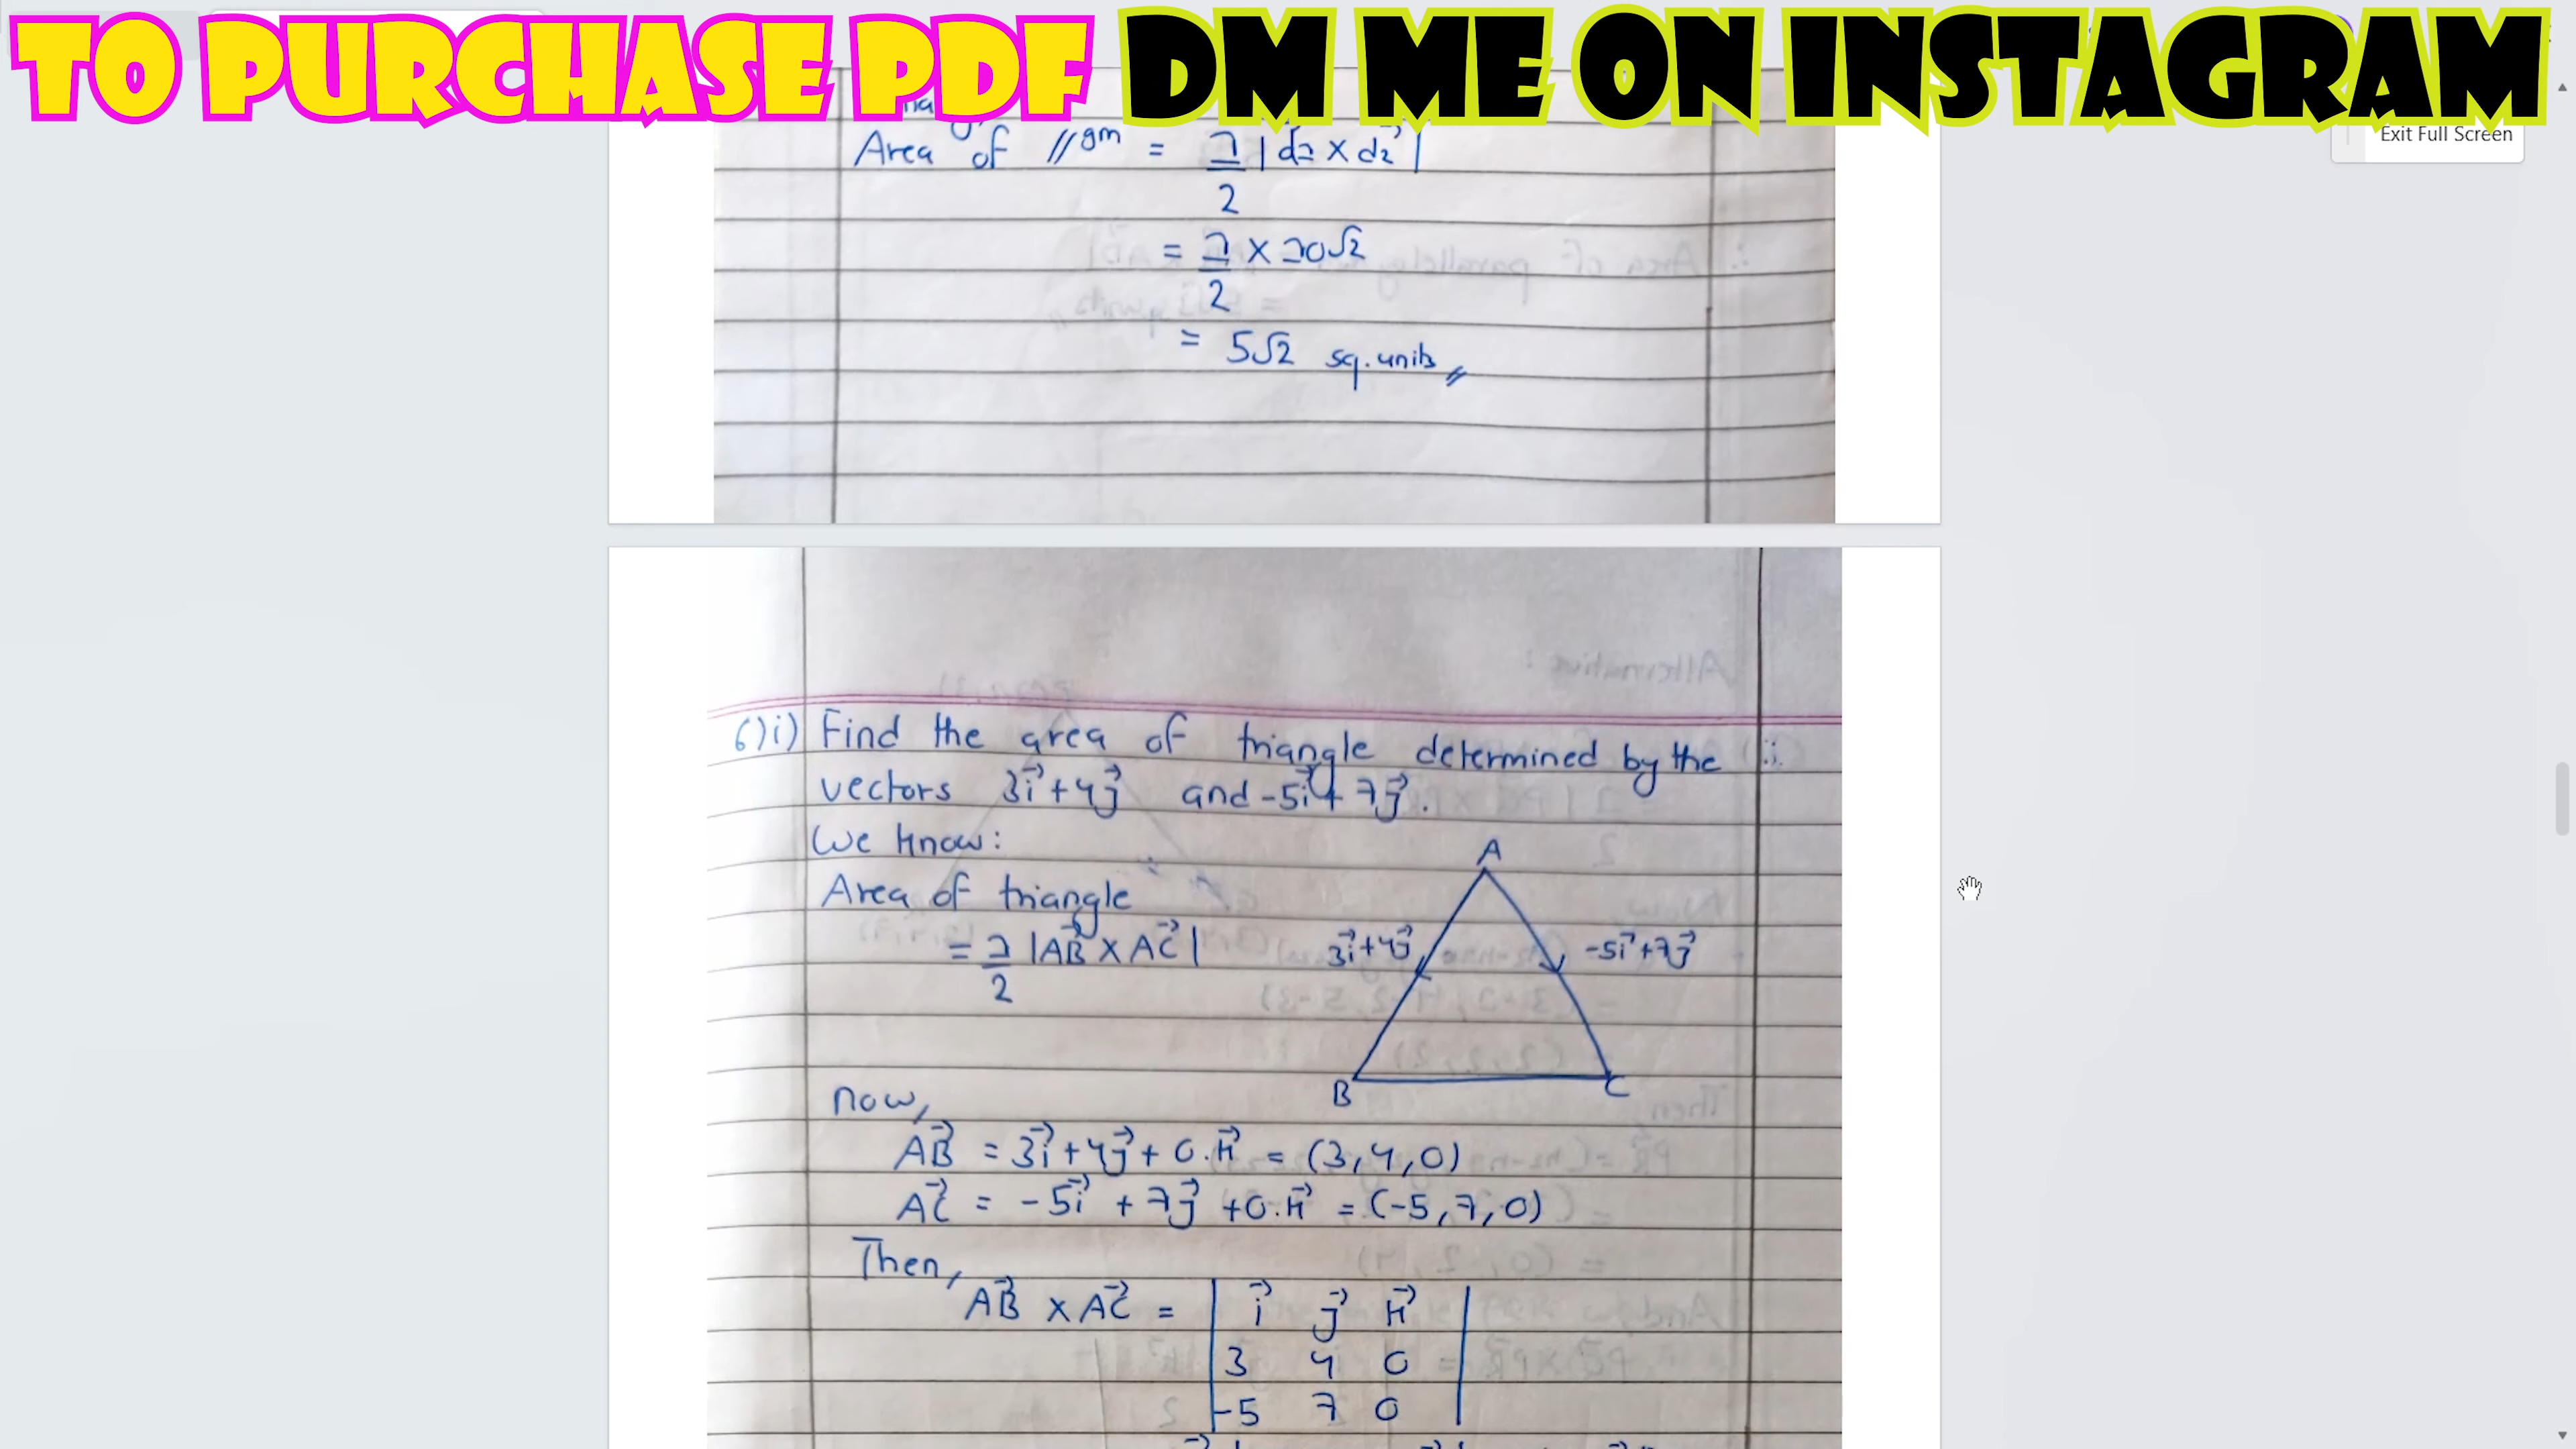 TO PURCHASE PDF DM ME ON INSTAGRAM
Exit Full Screen
Area of //gm = 1/2 |d1 × d2|
= 1/2 × 10√2
= 5√2 sq.units
6)i) Find the area of triangle determined by the
vectors 3i⃗+4j⃗ and -5i⃗+7j⃗.
We know:
Area of triangle
= 1/2 |AB⃗ × AC⃗|
A
3i⃗+4j⃗ -5i⃗+7j⃗
B C
now,
AB⃗ = 3i⃗+4j⃗+0.k⃗ = (3,4,0)
AC⃗ = -5i⃗ + 7j⃗ +0.k⃗ = (-5,7,0)
Then,
AB⃗ × AC⃗ = | i⃗ j⃗ k⃗ |
3 4 0
-5 7 0